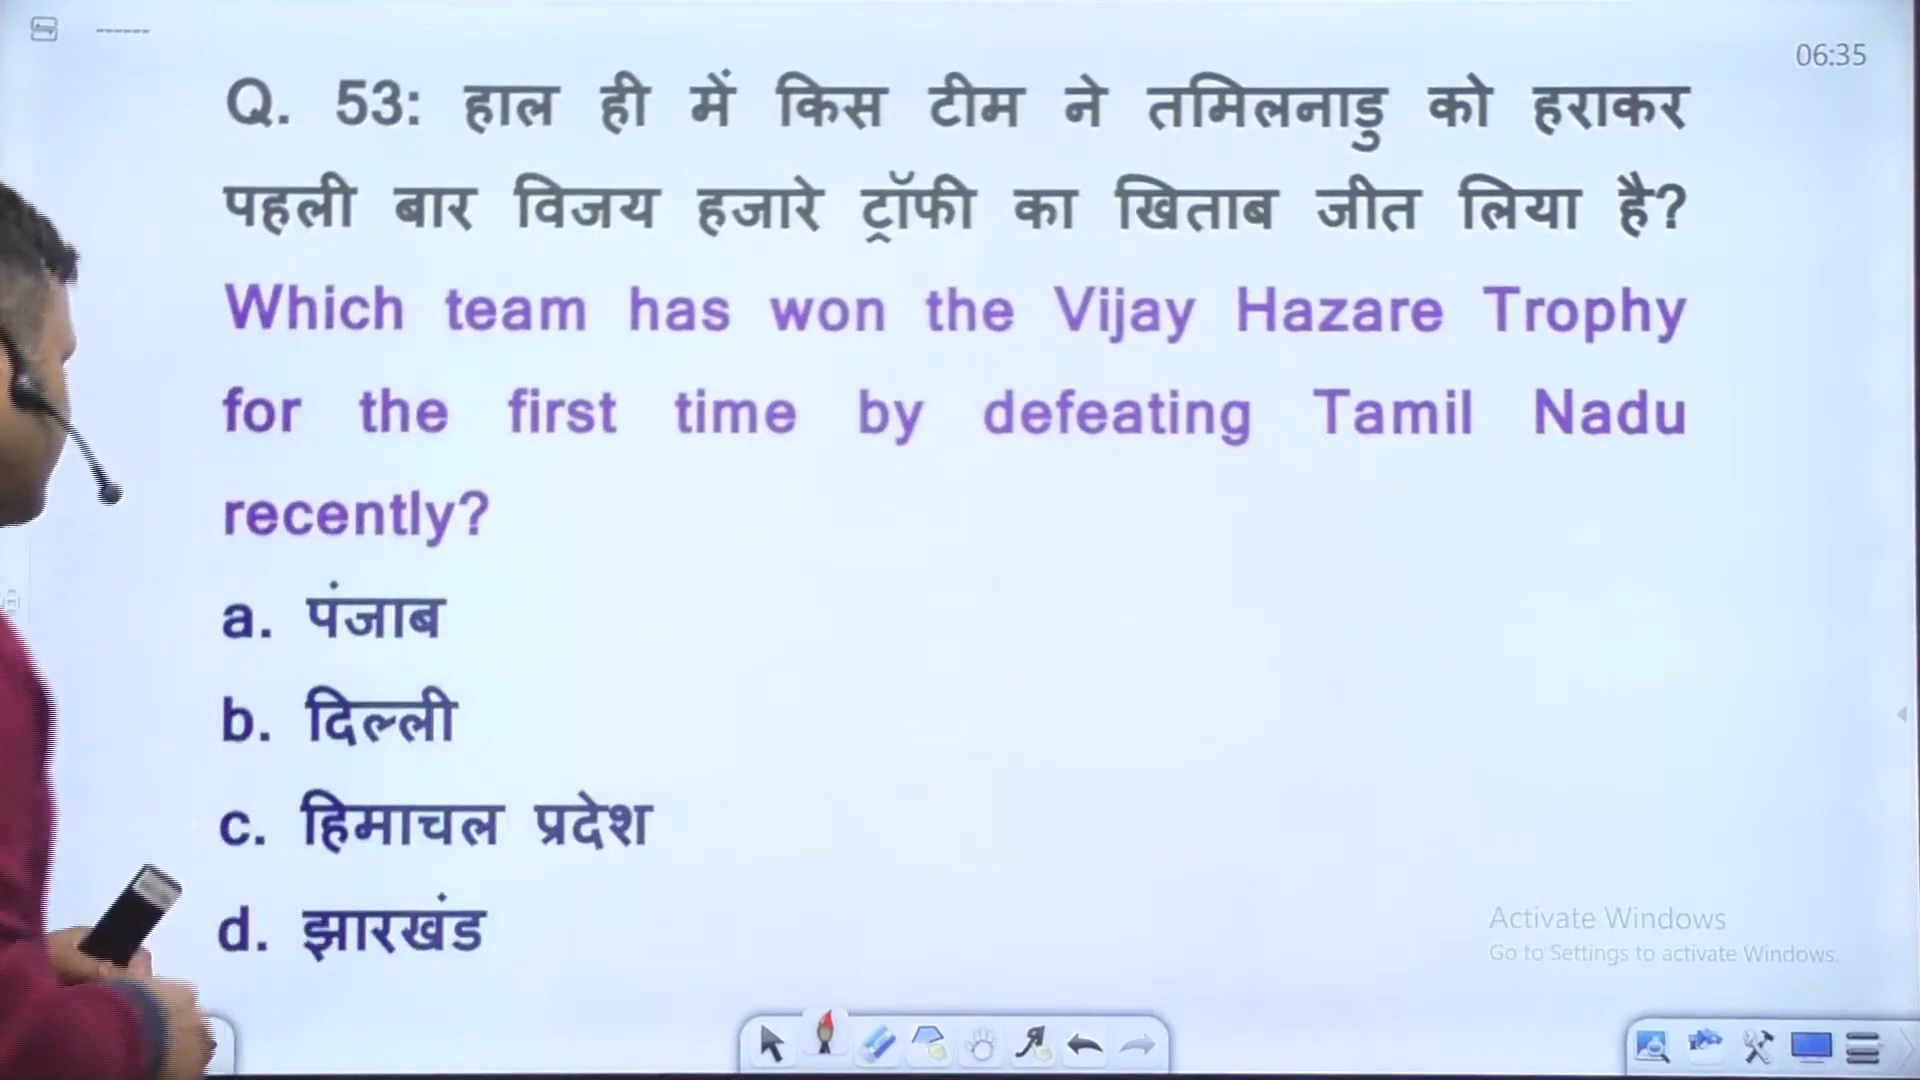 06:35
Q. 53: हाल ही में किस टीम ने तमिलनाडु को हराकर
पहली बार विजय हजारे ट्रॉफी का खिताब जीत लिया है?
Which team has won the Vijay Hazare Trophy
for the first time by defeating Tamil Nadu
recently?
a. पंजाब
b. दिल्ली
c. हिमाचल प्रदेश
d. झारखंड
Activate Windows
Go to Settings to activate Windows.